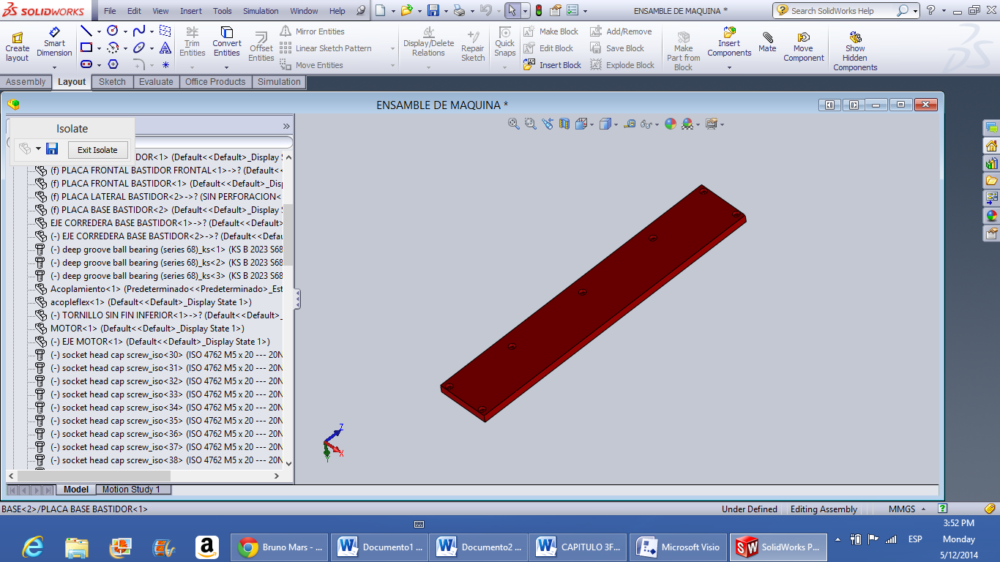 SOLIDWORKS File Edit View Insert Tools Simulation Window Help ENSAMBLE DE MAQUINA * Search SolidWorks Help ?
Create layout
Smart Dimension
Trim Entities
Convert Entities
Offset Entities
Mirror Entities
Linear Sketch Pattern
Move Entities
Display/Delete Relations
Repair Sketch
Quick Snaps
Make Block
Edit Block
Insert Block
Add/Remove
Save Block
Explode Block
Make Part from Block
Insert Components
Mate
Move Component
Show Hidden Components
Assembly Layout Sketch Evaluate Office Products Simulation
ENSAMBLE DE MAQUINA *
Isolate
Exit Isolate
DOR<1> (Default<<Default>_Display S
(f) PLACA FRONTAL BASTIDOR FRONTAL<1>->? (Default<<
(f) PLACA FRONTAL BASTIDOR<1> (Default<<Default>_Disp
(f) PLACA LATERAL BASTIDOR<2>->? (SIN PERFORACION<
(f) PLACA BASE BASTIDOR<2> (Default<<Default>_Display S
EJE CORREDERA BASE BASTIDOR<1>->? (Default<<Default>
(-) EJE CORREDERA BASE BASTIDOR<2>->? (Default<<Defau
(-) deep groove ball bearing (series 68)_ks<1> (KS B 2023 S68
(-) deep groove ball bearing (series 68)_ks<2> (KS B 2023 S68
(-) deep groove ball bearing (series 68)_ks<3> (KS B 2023 S68
Acoplamiento<1> (Predeterminado<<Predeterminado>_Est
acopleflex<1> (Default<<Default>_Display State 1>)
(-) TORNILLO SIN FIN INFERIOR<1>->? (Default<<Default>_
MOTOR<1> (Default<<Default>_Display State 1>)
(-) EJE MOTOR<1> (Default<<Default>_Display State 1>)
(-) socket head cap screw_iso<30> (ISO 4762 M5 x 20 --- 20N
(-) socket head cap screw_iso<31> (ISO 4762 M5 x 20 --- 20N
(-) socket head cap screw_iso<32> (ISO 4762 M5 x 20 --- 20N
(-) socket head cap screw_iso<33> (ISO 4762 M5 x 20 --- 20N
(-) socket head cap screw_iso<34> (ISO 4762 M5 x 20 --- 20N
(-) socket head cap screw_iso<35> (ISO 4762 M5 x 20 --- 20N
(-) socket head cap screw_iso<36> (ISO 4762 M5 x 20 --- 20N
(-) socket head cap screw_iso<37> (ISO 4762 M5 x 20 --- 20N
(-) socket head cap screw_iso<38> (ISO 4762 M5 x 20 --- 20N
Z
X
Y
Model Motion Study 1
BASE<2>/PLACA BASE BASTIDOR<1> Under Defined Editing Assembly MMGS ?
Bruno Mars - ... Documento1 ... Documento2 ... CAPITULO 3F... Microsoft Visio SolidWorks P... ESP
3:52 PM
Monday
5/12/2014